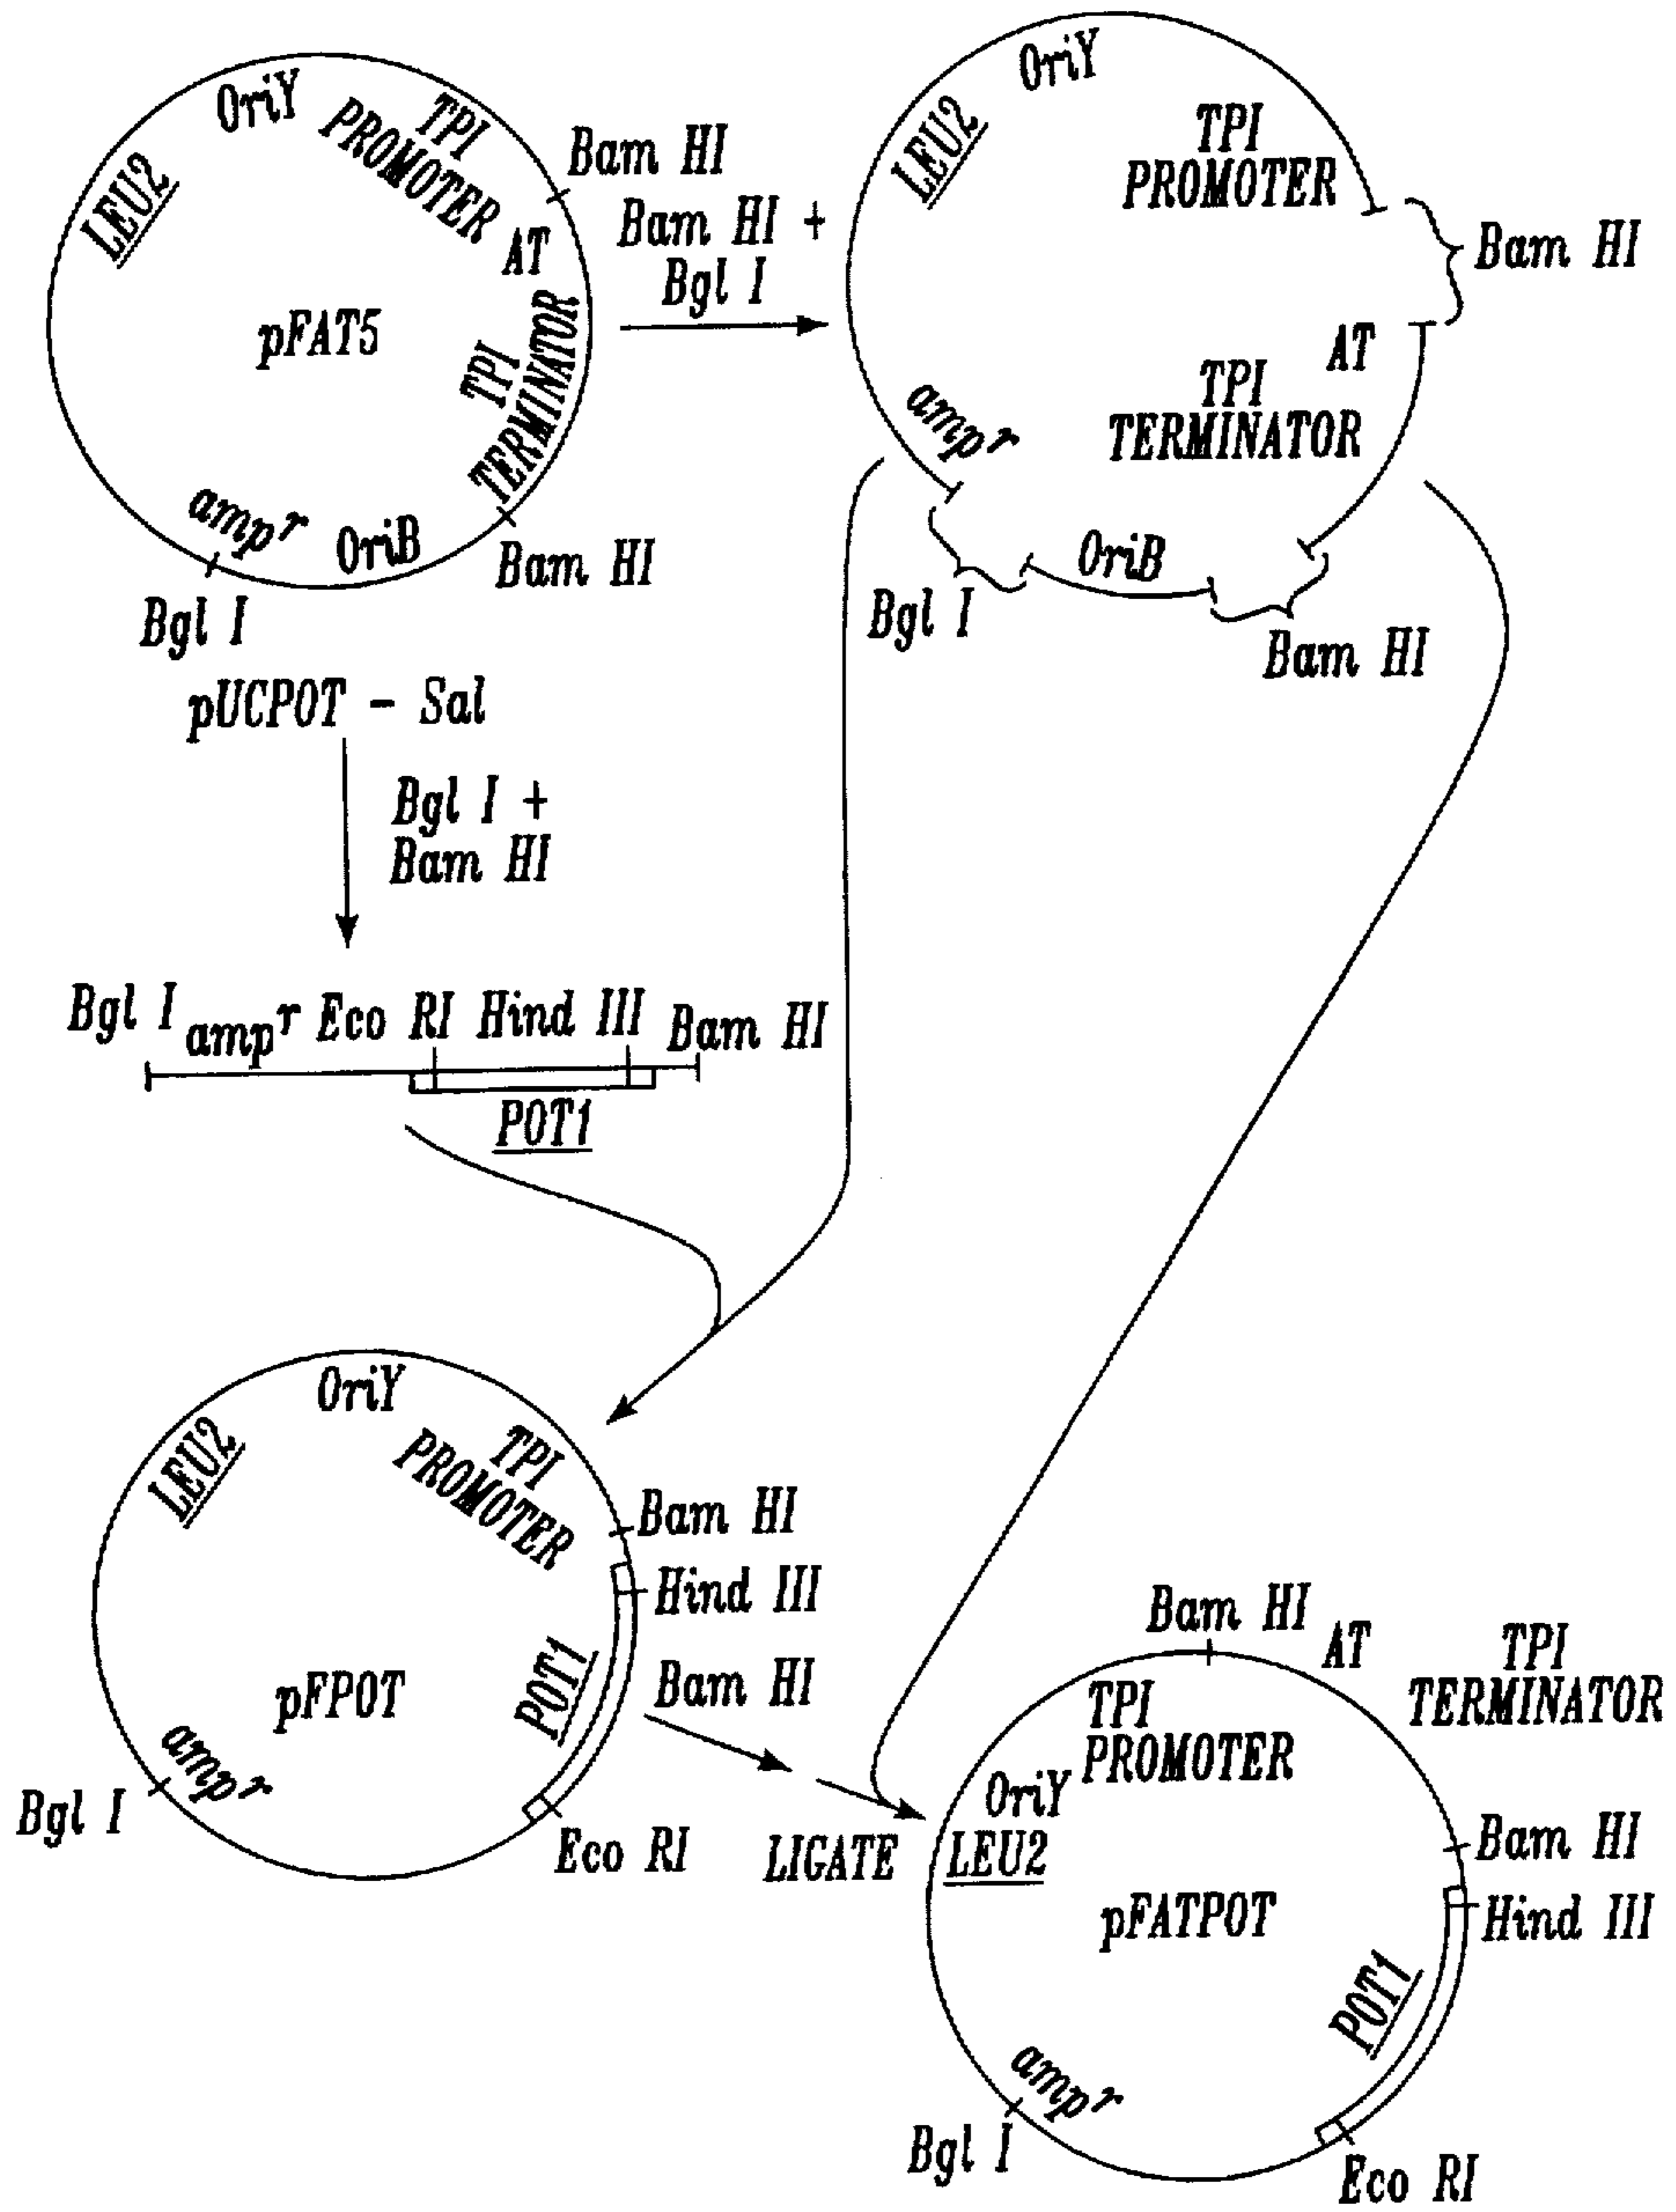 OriY
TPI
PROMOTER
LEU2
Bam HI
AT
pFAT5
TPI
TERMINATOR
amp r
OriB
Bam HI
Bgl I
Bam HI +
Bgl I
OriY
LEU2
TPI
PROMOTER
Bam HI
AT
TPI
TERMINATOR
amp r
OriB
Bgl I
Bam HI
pUCPOT - Sal
Bgl I +
Bam HI
Bgl I amp r Eco RI Hind III Bam HI
POT1
OriY
LEU2
TPI
PROMOTER
Bam HI
Hind III
POT1
pFPOT
amp r
Bgl I
Eco RI
Bam HI
LIGATE
Bam HI
AT
TPI
TERMINATOR
TPI
PROMOTER
OriY
LEU2
Bam HI
pFATPOT
Hind III
POT1
amp r
Bgl I
Eco RI